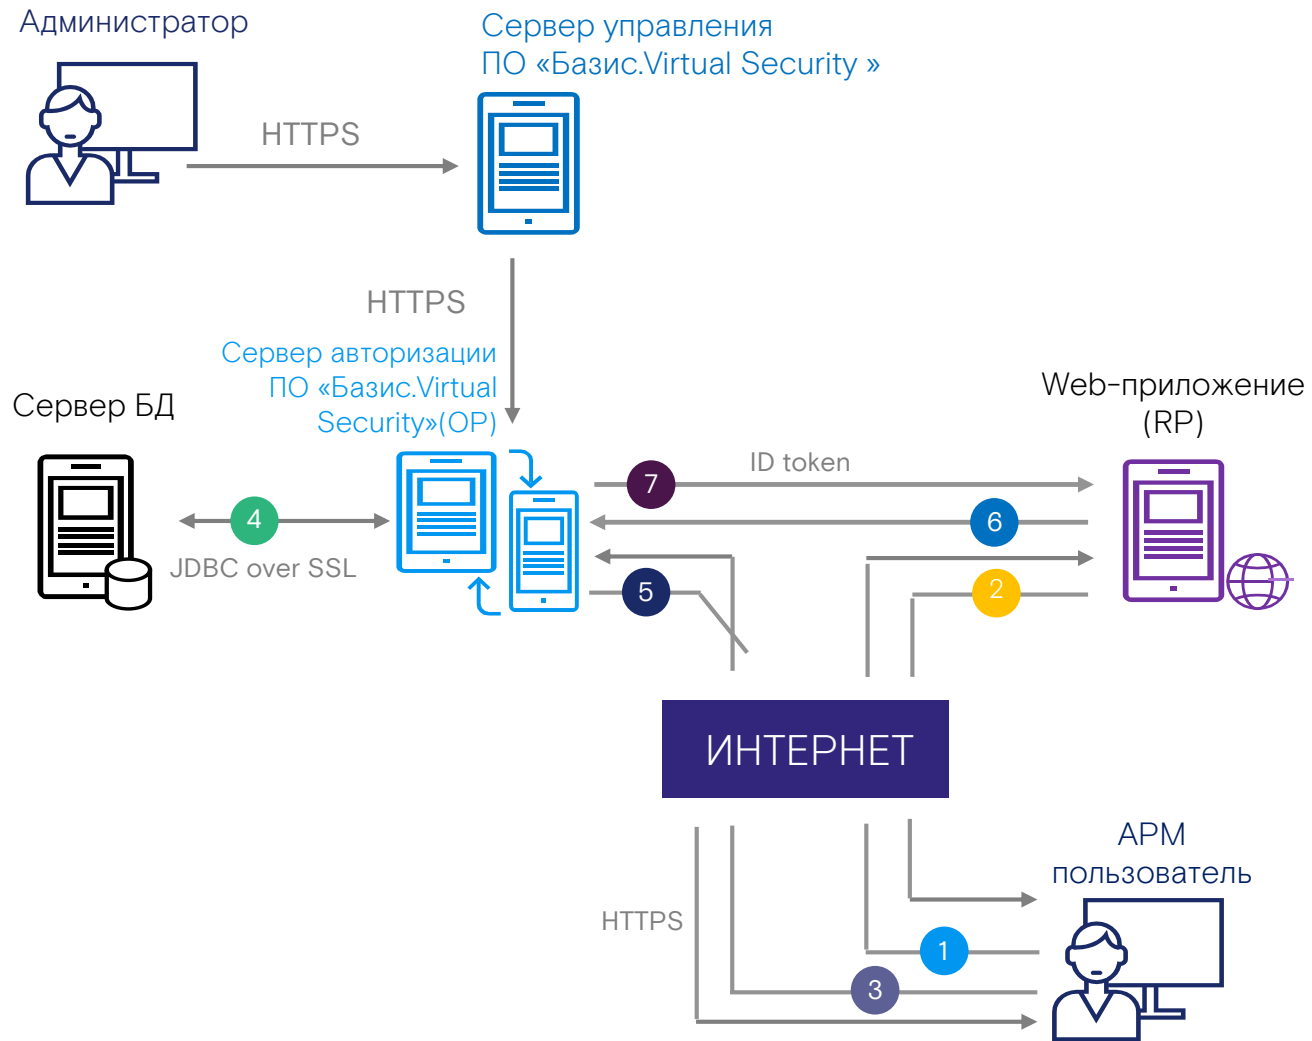 Администратор
Сервер управления
ПО «Базис.Virtual Security »
HTTPS
HTTPS
Сервер авторизации
ПО «Базис.Virtual
Security»(OP)
Сервер БД
Web-приложение
(RP)
ID token
7
6
4
JDBC over SSL
5
2
ИНТЕРНЕТ
АРМ
пользователь
HTTPS
1
3